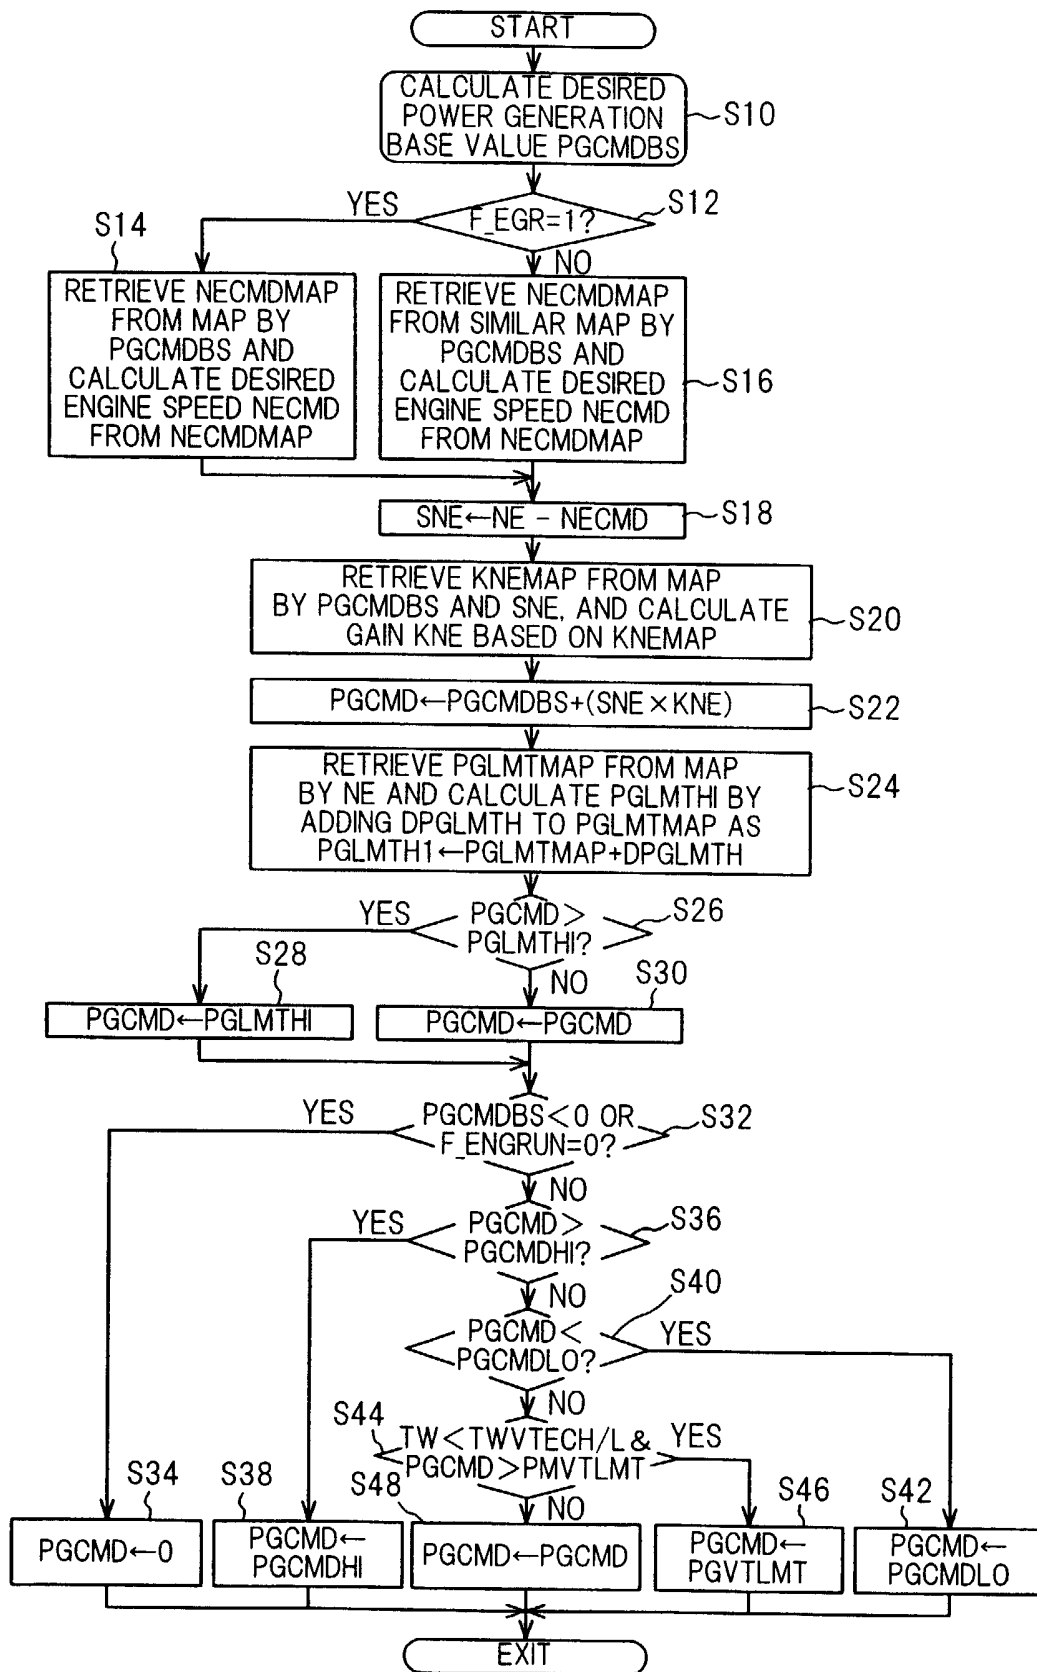 START
CALCULATE DESIRED
POWER GENERATION
BASE VALUE PGCMDBS
S10
F_EGR=1?
S12
YES
NO
S14
RETRIEVE NECMDMAP
FROM MAP BY
PGCMDBS AND
CALCULATE DESIRED
ENGINE SPEED NECMD
FROM NECMDMAP
RETRIEVE NECMDMAP
FROM SIMILAR MAP BY
PGCMDBS AND
CALCULATE DESIRED
ENGINE SPEED NECMD
FROM NECMDMAP
S16
SNE←NE - NECMD
S18
RETRIEVE KNEMAP FROM MAP
BY PGCMDBS AND SNE, AND CALCULATE
GAIN KNE BASED ON KNEMAP
S20
PGCMD←PGCMDBS+(SNE×KNE)
S22
RETRIEVE PGLMTMAP FROM MAP
BY NE AND CALCULATE PGLMTHI BY
ADDING DPGLMTH TO PGLMTMAP AS
PGLMTH1←PGLMTMAP+DPGLMTH
S24
YES
PGCMD>
PGLMTHI?
S26
NO
S28
PGCMD←PGLMTHI
S30
PGCMD←PGCMD
YES
PGCMDBS<0 OR
F_ENGRUN=0?
S32
NO
YES
PGCMD>
PGCMDHI?
S36
NO
S40
PGCMD<
PGCMDLO?
YES
NO
S44
TW<TWVTECH/L &
PGCMD>PMVTLMT
YES
NO
S34
PGCMD←0
S38
PGCMD←
PGCMDHI
S48
PGCMD←PGCMD
S46
PGCMD←
PGVTLMT
S42
PGCMD←
PGCMDLO
EXIT